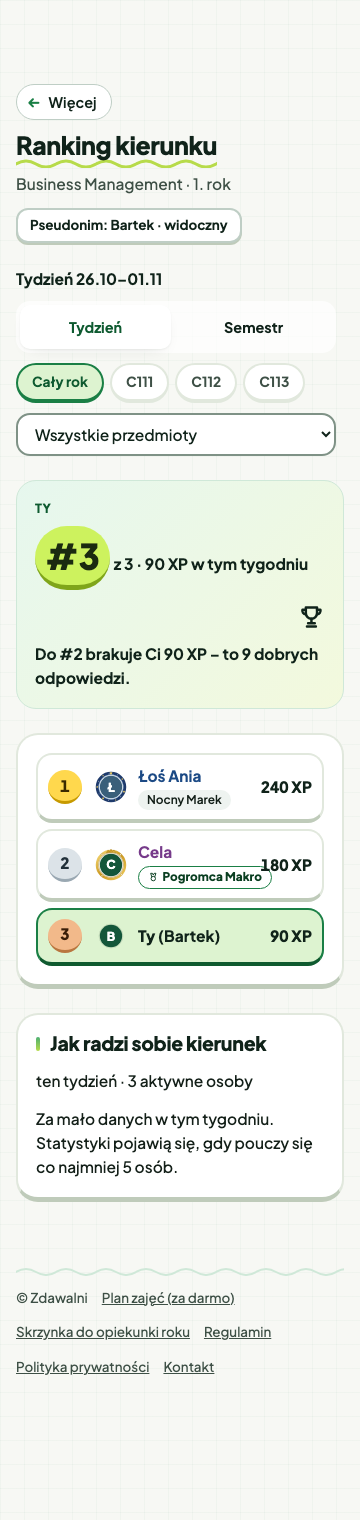 ← Więcej
Ranking kierunku
Business Management · 1. rok
Pseudonim: Bartek · widoczny
Tydzień 26.10–01.11
Tydzień Semestr
Cały rok C111 C112 C113
Wszystkie przedmioty
TY
#3 z 3 · 90 XP w tym tygodniu
Do #2 brakuje Ci 90 XP – to 9 dobrych
odpowiedzi.
1 Ł Łoś Ania 240 XP
Nocny Marek
2 C Cela 180 XP
Pogromca Makro
3 B Ty (Bartek) 90 XP
Jak radzi sobie kierunek
ten tydzień · 3 aktywne osoby
Za mało danych w tym tygodniu.
Statystyki pojawią się, gdy pouczy się
co najmniej 5 osób.
© Zdawalni Plan zajęć (za darmo)
Skrzynka do opiekunki roku Regulamin
Polityka prywatności Kontakt